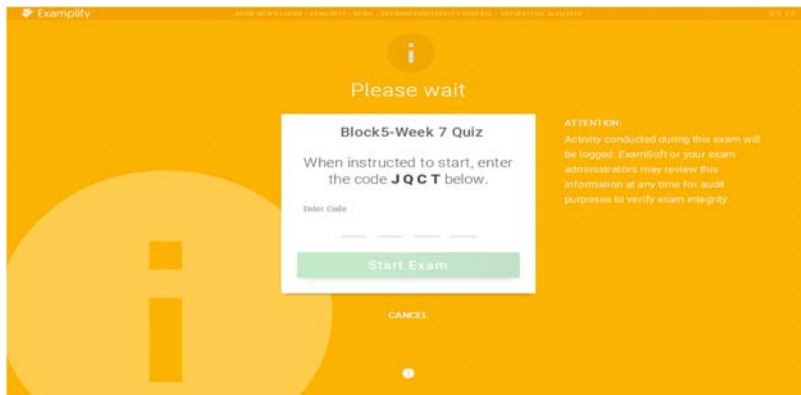 Examplify
Please wait
Block5-Week 7 Quiz
When instructed to start, enter
the code JQCT below.
Enter Code
Start Exam
CANCEL
ATTENTION:
Activity conducted during this exam will
be logged. ExamSoft or your exam
administrators may review this
information at any time for audit
purposes to verify exam integrity.